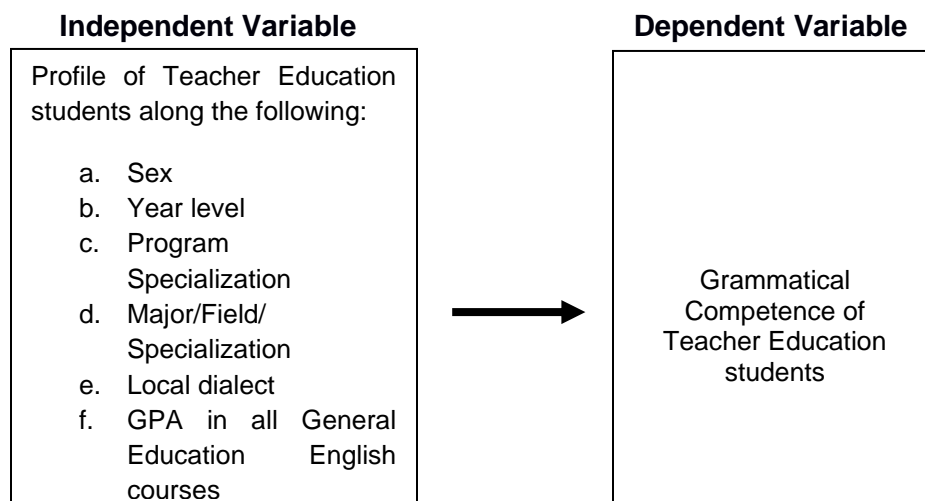 Independent Variable
Profile of Teacher Education
students along the following:
a. Sex
b. Year level
c. Program
Specialization
d. Major/Field/
Specialization
e. Local dialect
f. GPA in all General
Education English
courses
Dependent Variable
Grammatical
Competence of
Teacher Education
students